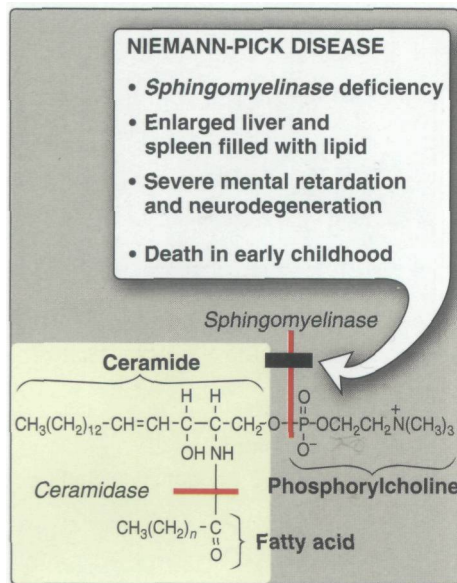 NIEMANN-PICK DISEASE
• Sphingomyelinase deficiency
• Enlarged liver and
spleen filled with lipid
• Severe mental retardation
and neurodegeneration
• Death in early childhood
Sphingomyelinase
Ceramide
H H O
CH₃(CH₂)₁₂–CH=CH–C–C–CH₂–O–P–OCH₂CH₂N(CH₃)₃
+
OH NH O⁻
Phosphorylcholine
Ceramidase
CH₃(CH₂)ₙ–C
O
Fatty acid